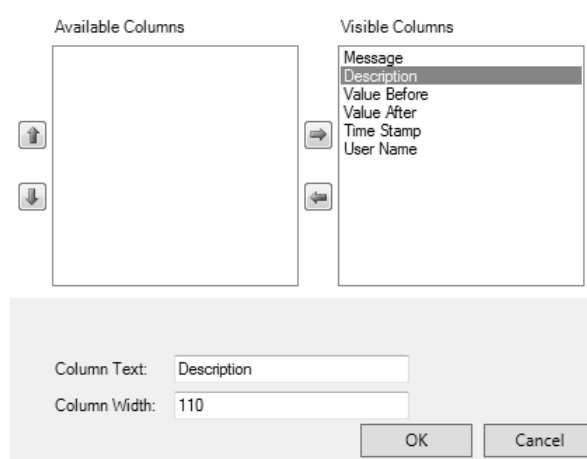 Available Columns
Visible Columns
Message
Description
Value Before
Value After
Time Stamp
User Name
Column Text: Description
Column Width: 110
OK Cancel